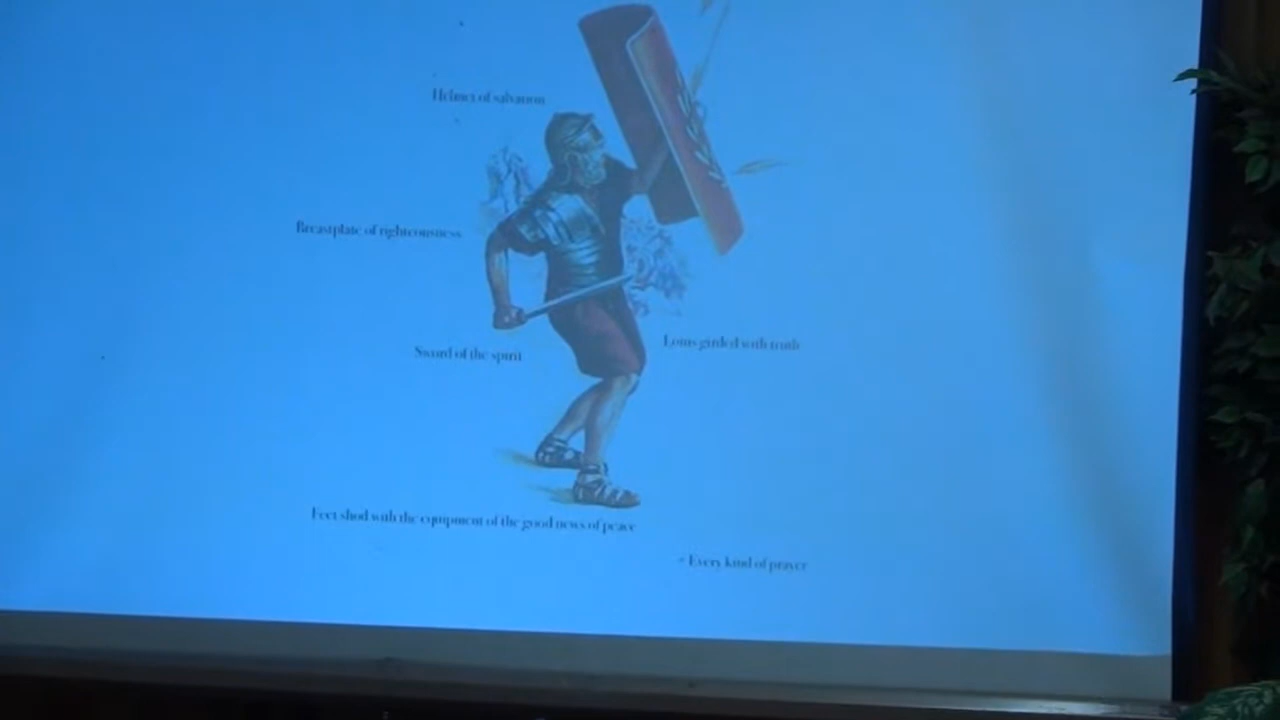 Helmet of salvation
Breastplate of righteousness
Sword of the spirit
Loins girded with truth
Feet shod with the equipment of the good news of peace
+ Every kind of prayer